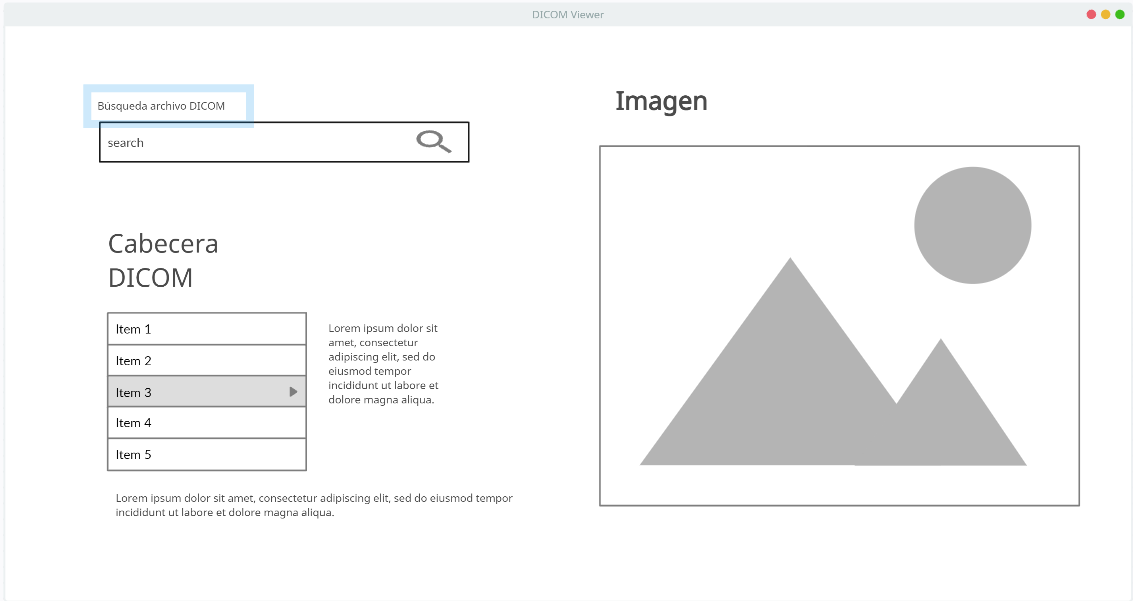 DICOM Viewer
Búsqueda archivo DICOM
search
Cabecera
DICOM
Item 1
Item 2
Item 3
Item 4
Item 5
Lorem ipsum dolor sit
amet, consectetur
adipiscing elit, sed do
eiusmod tempor
incididunt ut labore et
dolore magna aliqua.
Lorem ipsum dolor sit amet, consectetur adipiscing elit, sed do eiusmod tempor
incididunt ut labore et dolore magna aliqua.
Imagen